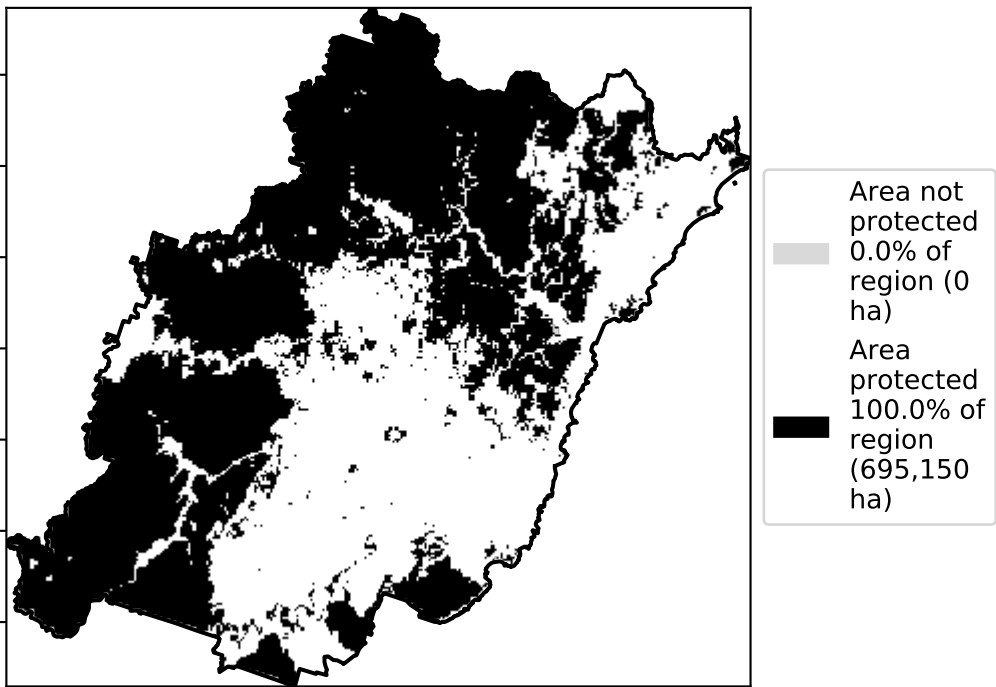 Area not
protected
0.0% of
region (0
ha)
Area
protected
100.0% of
region
(695,150
ha)